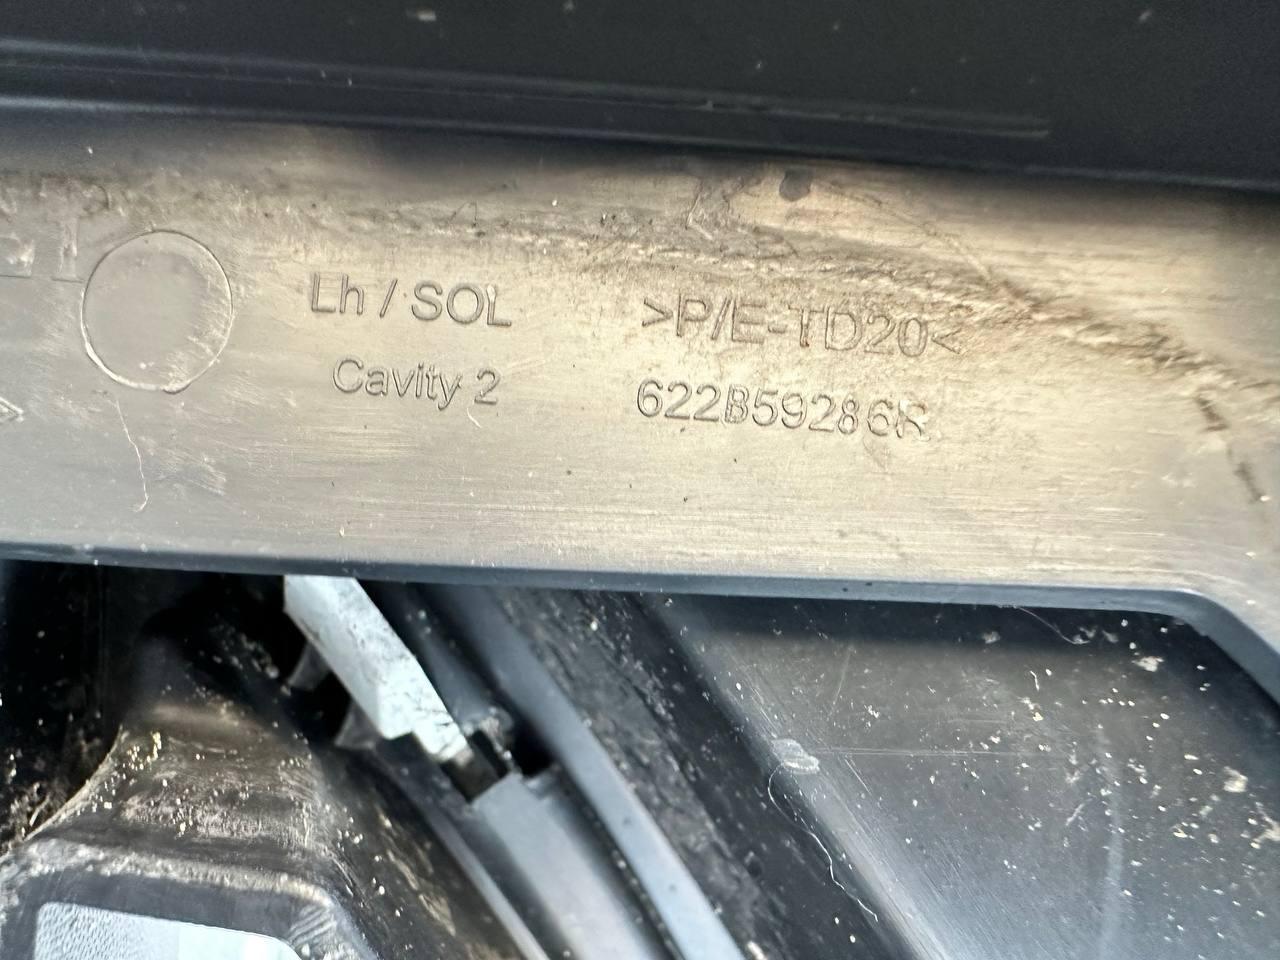 Lh / SOL
Cavity 2
>P/E-TD20<
622B59286R